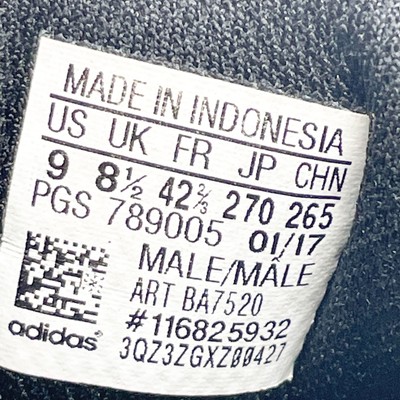 MADE IN INDONESIA
US UK FR JP CHN
9 8½ 42⅔ 270 265
PGS 789005 01/17
MALE/MÂLE
ART BA7520
#116825932
adidas
3QZ3ZGXZ00427